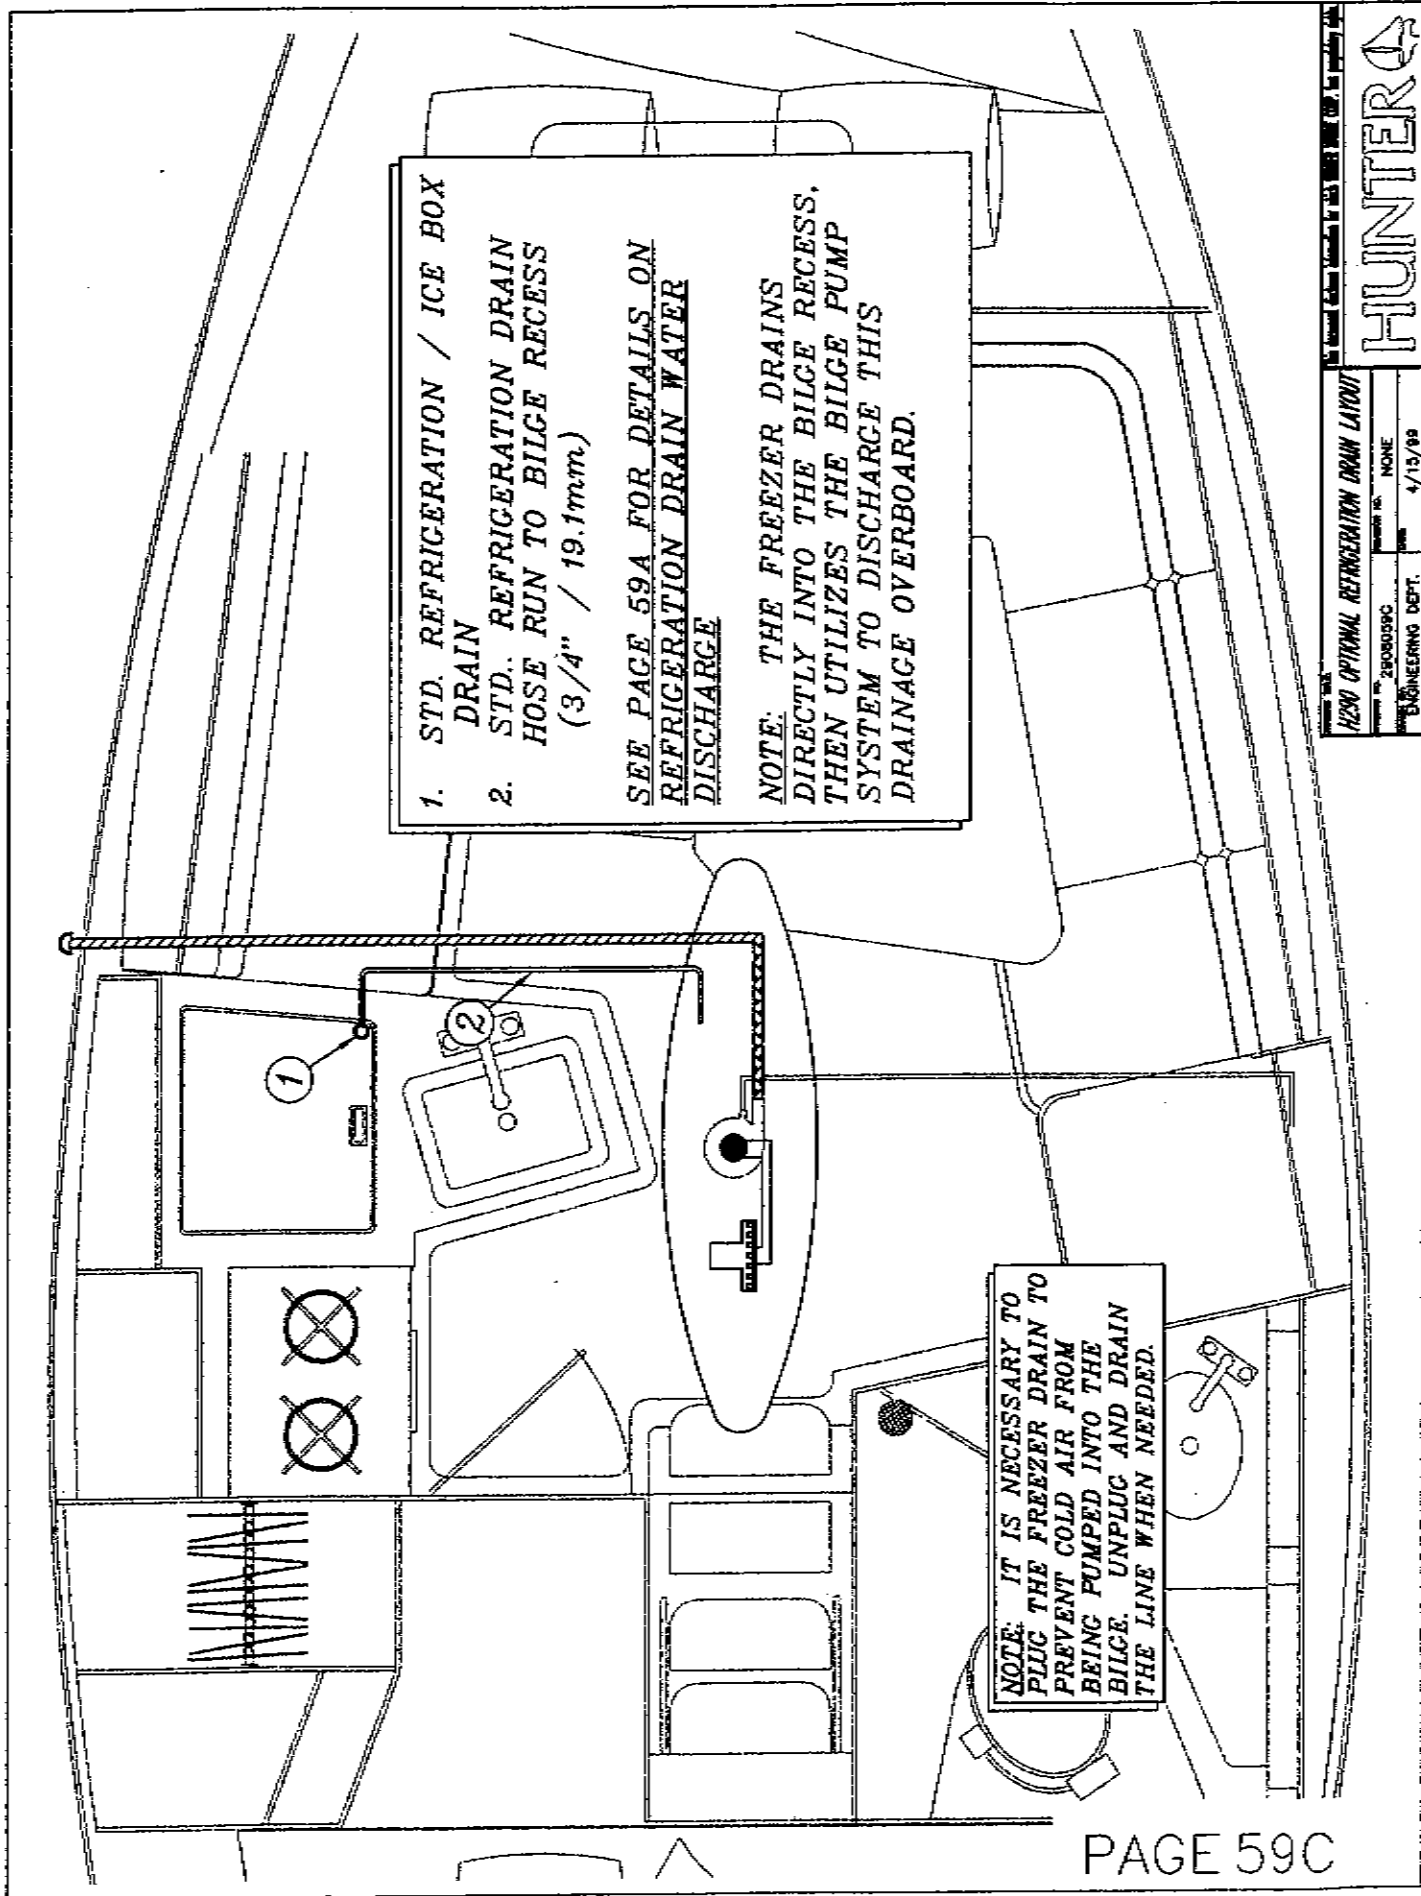 1. STD. REFRIGERATION / ICE BOX
DRAIN
2. STD.. REFRIGERATION DRAIN
HOSE RUN TO BILGE RECESS
(3/4" / 19.1mm)
SEE PAGE 59A FOR DETAILS ON
REFRIGERATION DRAIN WATER
DISCHARGE
NOTE: THE FREEZER DRAINS
DIRECTLY INTO THE BILGE RECESS,
THEN UTILIZES THE BILGE PUMP
SYSTEM TO DISCHARGE THIS
DRAINAGE OVERBOARD.
1
2
NOTE: IT IS NECESSARY TO
PLUG THE FREEZER DRAIN TO
PREVENT COLD AIR FROM
BEING PUMPED INTO THE
BILGE. UNPLUG AND DRAIN
THE LINE WHEN NEEDED.
H290 OPTIONAL REFRIGERATION DRAIN LAYOUT
NONE
ENGINEERING DEPT.
4/15/99
HUNTER
PAGE 59C